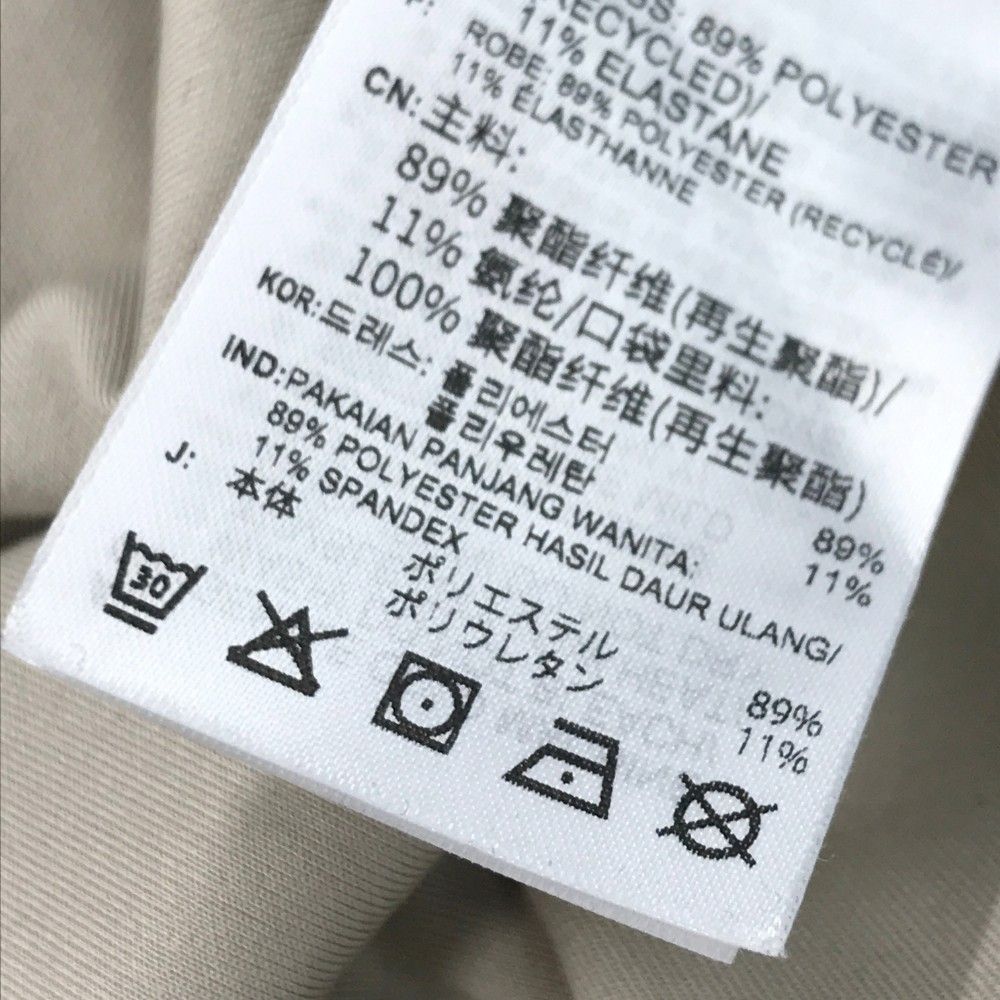 SS: 89% POLYESTER
RECYCLED)/
11% ELASTANE
F:
ROBE: 89% POLYESTER (RECYCLÉ)/
11% ÉLASTHANNE
CN:主料:
89% 聚酯纤维(再生聚酯)/
11% 氨纶/口袋里料:
100% 聚酯纤维(再生聚酯)
KOR:드레스: 폴리에스터 89%
폴리우레탄 11%
IND:PAKAIAN PANJANG WANITA:
89% POLYESTER HASIL DAUR ULANG/
11% SPANDEX
J: 本体 ポリエステル 89%
ポリウレタン 11%
30